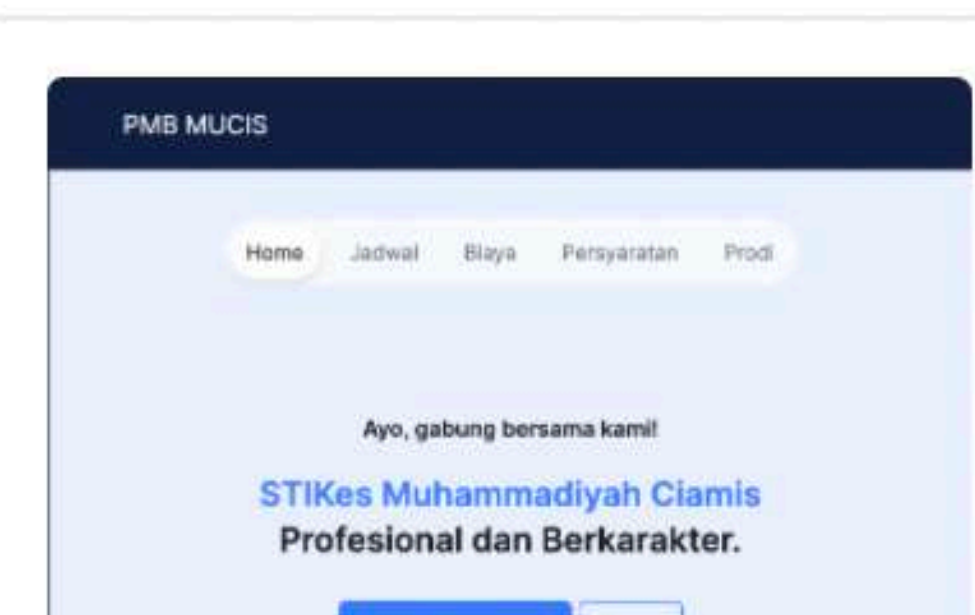 PMB MUCIS
Home Jadwal Biaya Persyaratan Prodi
Ayo, gabung bersama kami!
STIKes Muhammadiyah Ciamis
Profesional dan Berkarakter.